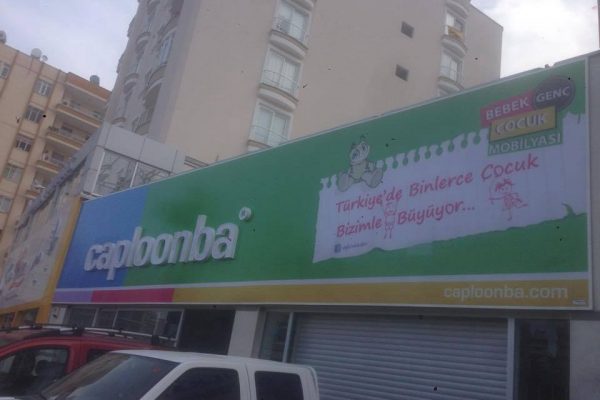 caploonba
BEBEK GENÇ
ÇOCUK
MOBİLYASI
Türkiye'de Binlerce Çocuk
Bizimle Büyüyor...
caploonba.com